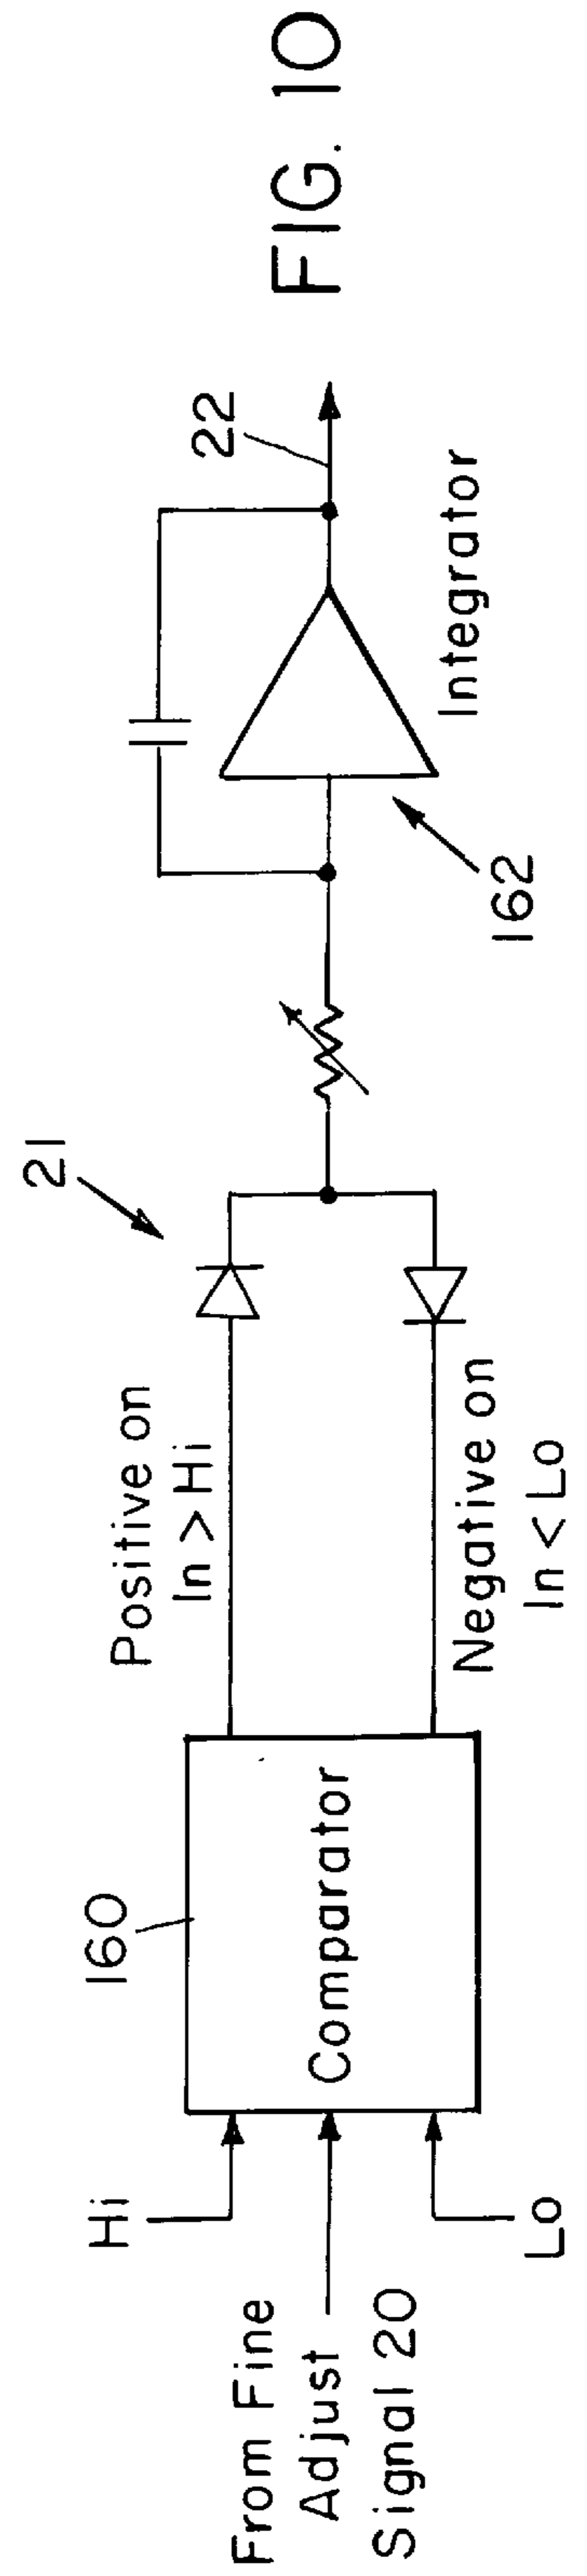 Hi
From Fine
Adjust
Signal 20
Lo
160
Comparator
Positive on
In > Hi
Negative on
In < Lo
21
162
Integrator
22
FIG. 10